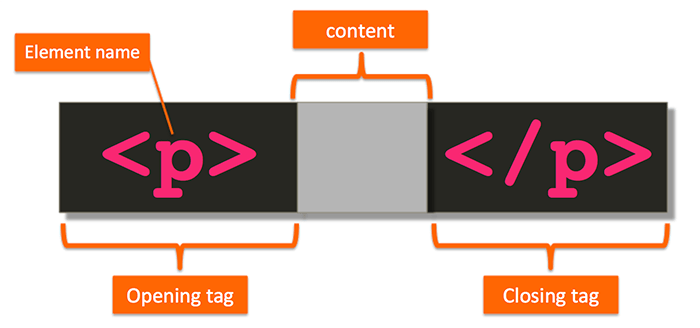 content
Element name
<p> </p>
Opening tag
Closing tag